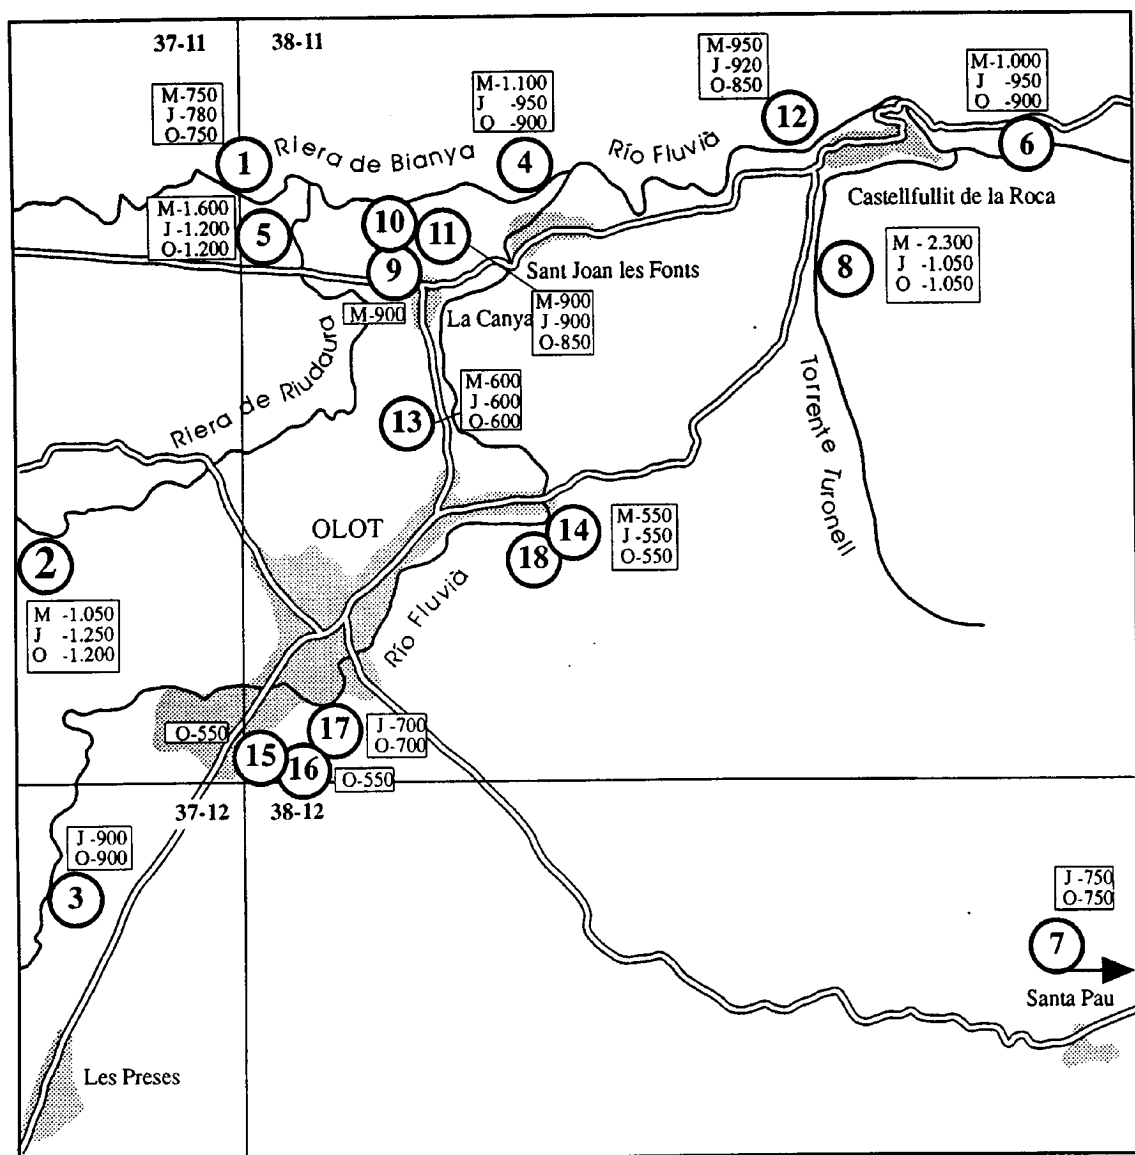 37-11
38-11
M-750
J -780
O-750
1
Riera de Bianya
M-1.100
J -950
O -900
4
Río Fluvià
M-950
J -920
O-850
12
M-1.000
J -950
O -900
6
Castellfullit de la Roca
M-1.600
J -1.200
O-1.200
5
10
11
9
M-900
Sant Joan les Fonts
La Canya
M-900
J -900
O-850
8
M - 2.300
J -1.050
O -1.050
Riera de Riudaura
13
M-600
J -600
O-600
Torrente Turonell
OLOT
14
18
M-550
J -550
O-550
2
M -1.050
J -1.250
O -1.200
Río Fluvià
O-550
15
16
17
J -700
O-700
O-550
37-12
38-12
J -900
O-900
3
J -750
O-750
7
Santa Pau
Les Preses